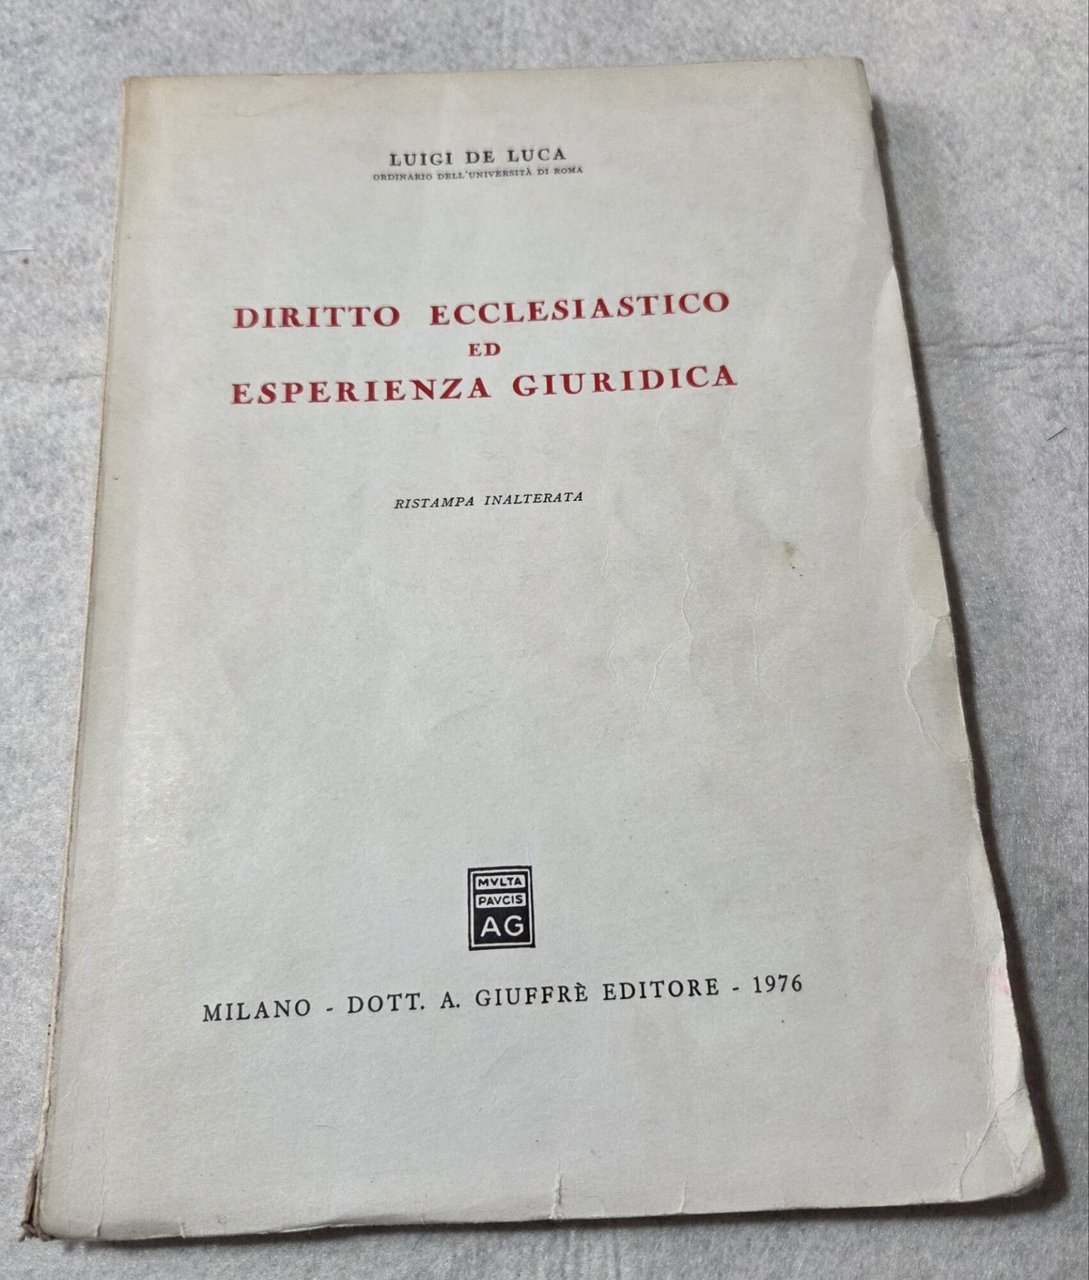 LUIGI DE LUCA
ORDINARIO DELL'UNIVERSITÀ DI ROMA
DIRITTO ECCLESIASTICO
ED
ESPERIENZA GIURIDICA
RISTAMPA INALTERATA
MVLTA
PAVCIS
AG
MILANO - DOTT. A. GIUFFRÈ EDITORE - 1976